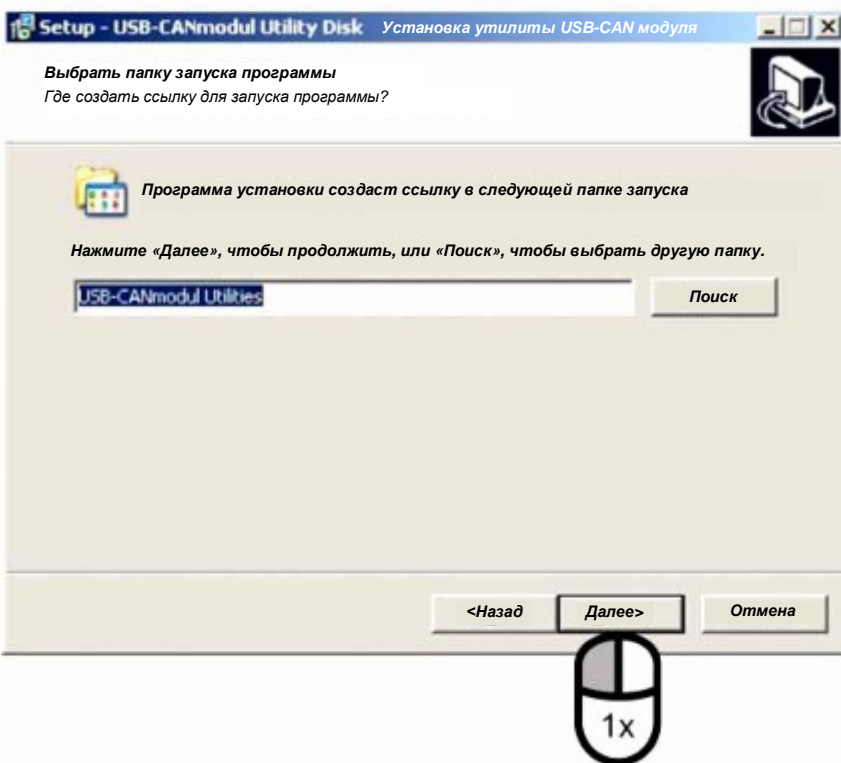 Setup - USB-CANmodul Utility Disk Установка утилиты USB-CAN модуля
Выбрать папку запуска программы
Где создать ссылку для запуска программы?
Программа установки создаст ссылку в следующей папке запуска
Нажмите «Далее», чтобы продолжить, или «Поиск», чтобы выбрать другую папку.
USB-CANmodul Utilities
Поиск
<Назад
Далее>
Отмена
1x